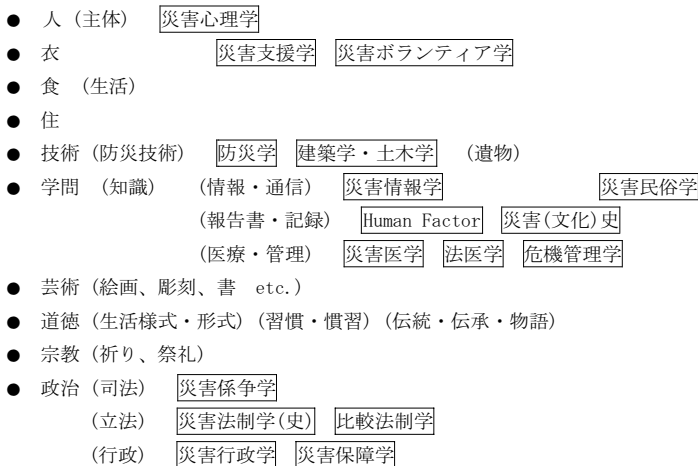 ● 人（主体） 災害心理学
● 衣 災害支援学 災害ボランティア学
● 食 （生活）
● 住
● 技術（防災技術） 防災学 建築学・土木学 （遺物）
● 学問 （知識） （情報・通信） 災害情報学 災害民俗学
（報告書・記録） Human Factor 災害(文化)史
（医療・管理） 災害医学 法医学 危機管理学
● 芸術（絵画、彫刻、書 etc.）
● 道徳（生活様式・形式）（習慣・慣習）（伝統・伝承・物語）
● 宗教（祈り、祭礼）
● 政治（司法） 災害係争学
（立法） 災害法制学(史) 比較法制学
（行政） 災害行政学 災害保障学